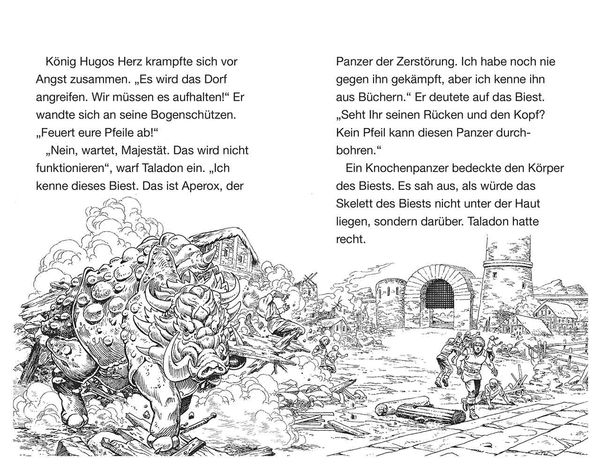 König Hugos Herz krampfte sich vor
Angst zusammen. „Es wird das Dorf
angreifen. Wir müssen es aufhalten!“ Er
wandte sich an seine Bogenschützen.
„Feuert eure Pfeile ab!“
„Nein, wartet, Majestät. Das wird nicht
funktionieren“, warf Taladon ein. „Ich
kenne dieses Biest. Das ist Aperox, der
Panzer der Zerstörung. Ich habe noch nie
gegen ihn gekämpft, aber ich kenne ihn
aus Büchern.“ Er deutete auf das Biest.
„Seht Ihr seinen Rücken und den Kopf?
Kein Pfeil kann diesen Panzer durch-
bohren.“
Ein Knochenpanzer bedeckte den Körper
des Biests. Es sah aus, als würde das
Skelett des Biests nicht unter der Haut
liegen, sondern darüber. Taladon hatte
recht.